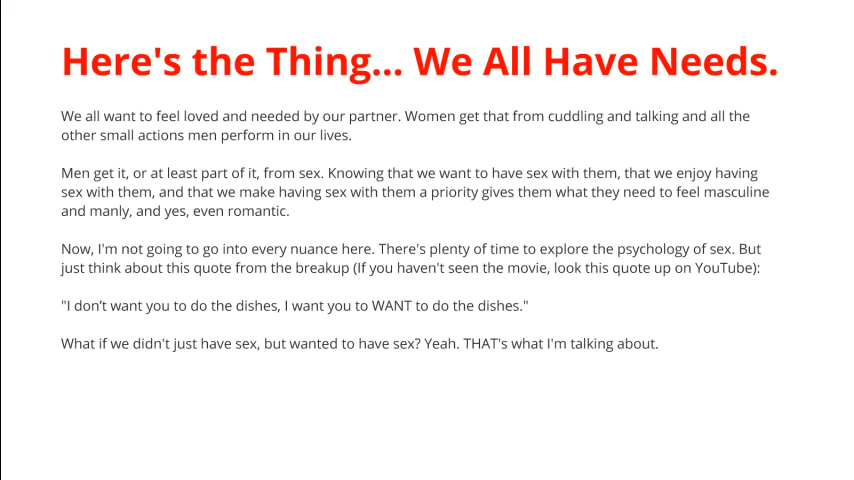 Here's the Thing... We All Have Needs.
We all want to feel loved and needed by our partner. Women get that from cuddling and talking and all the
other small actions men perform in our lives.
Men get it, or at least part of it, from sex. Knowing that we want to have sex with them, that we enjoy having
sex with them, and that we make having sex with them a priority gives them what they need to feel masculine
and manly, and yes, even romantic.
Now, I'm not going to go into every nuance here. There's plenty of time to explore the psychology of sex. But
just think about this quote from the breakup (If you haven't seen the movie, look this quote up on YouTube):
"I don’t want you to do the dishes, I want you to WANT to do the dishes."
What if we didn't just have sex, but wanted to have sex? Yeah. THAT's what I'm talking about.